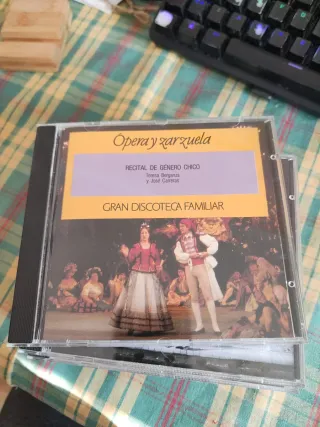 Ópera y zarzuela
RECITAL DE GÉNERO CHICO
Teresa Berganza
y José Carreras
GRAN DISCOTECA FAMILIAR